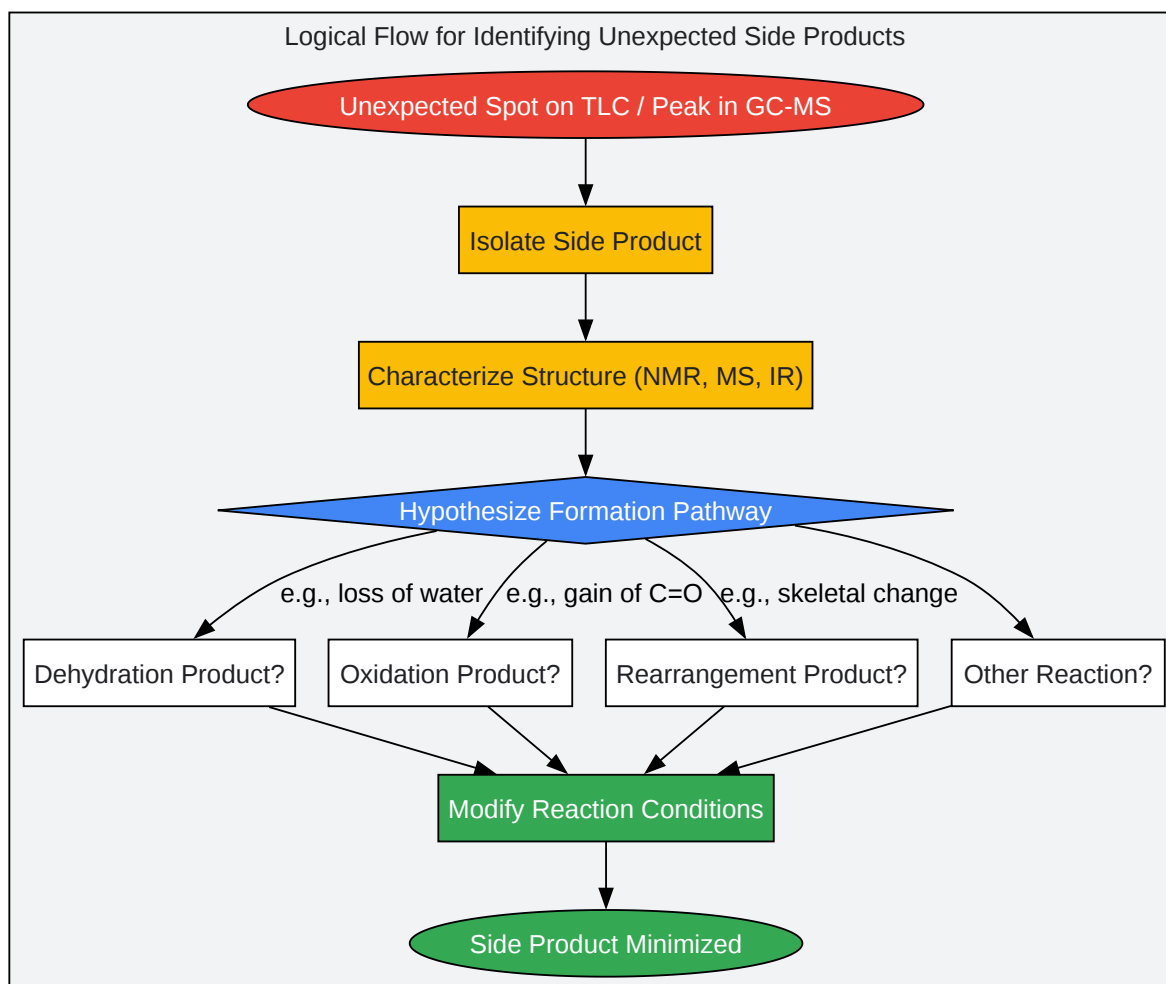 Logical Flow for Identifying Unexpected Side Products
Unexpected Spot on TLC / Peak in GC-MS
Isolate Side Product
Characterize Structure (NMR, MS, IR)
Hypothesize Formation Pathway
e.g., loss of water
e.g., gain of C=O
e.g., skeletal change
Dehydration Product?
Oxidation Product?
Rearrangement Product?
Other Reaction?
Modify Reaction Conditions
Side Product Minimized